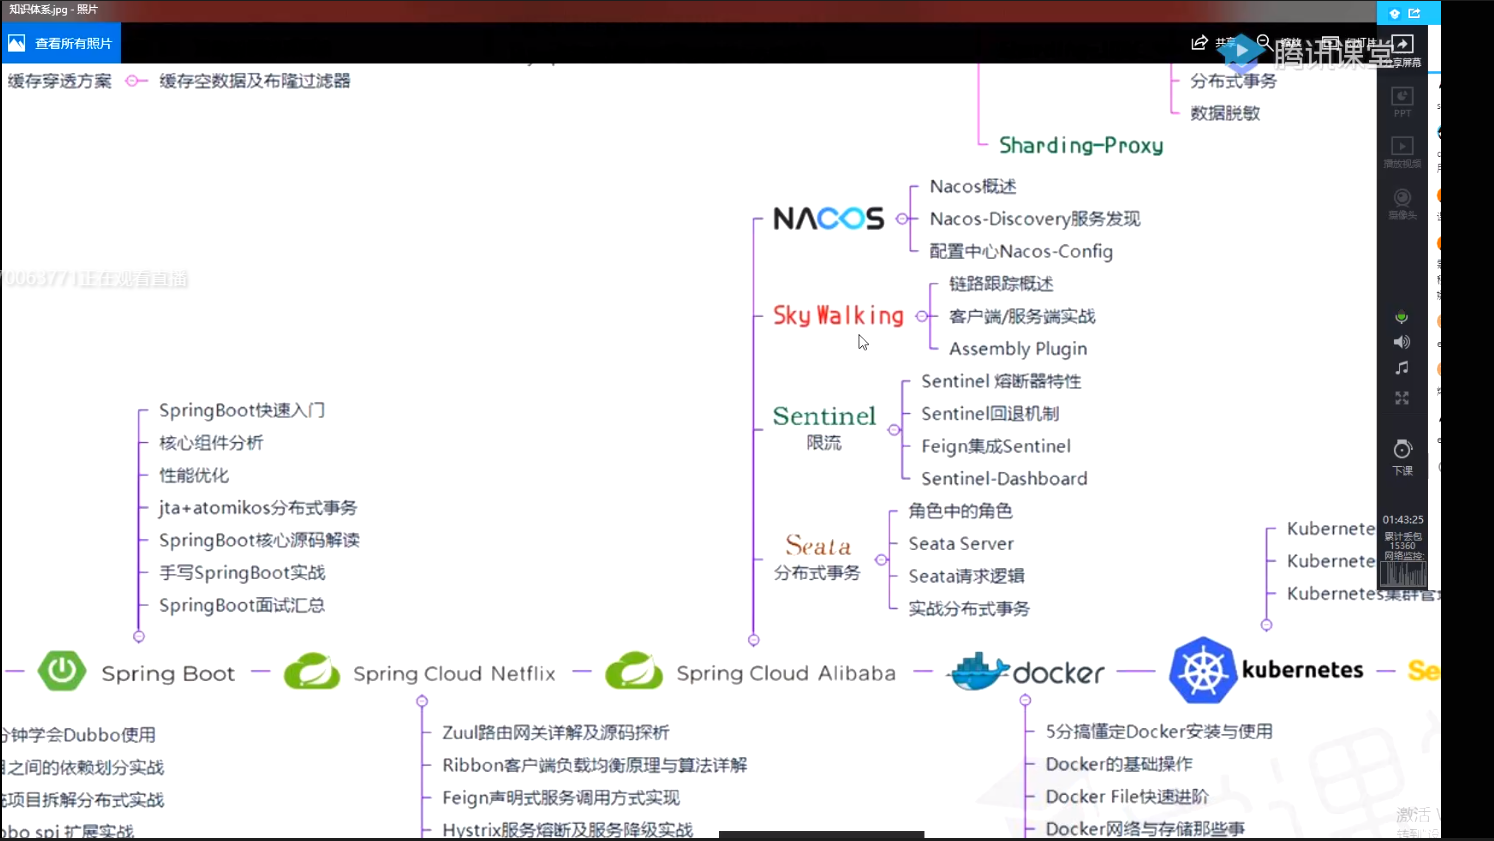 知识体系.jpg - 照片
查看所有照片
腾讯课堂
分享屏幕
缓存穿透方案
缓存空数据及布隆过滤器
分布式事务
数据脱敏
Sharding-Proxy
PPT
播放视频
摄像头
NACOS
Nacos概述
Nacos-Discovery服务发现
配置中心Nacos-Config
70063771正在观看直播
Sky Walking
链路跟踪概述
客户端/服务端实战
Assembly Plugin
Sentinel
限流
Sentinel 熔断器特性
Sentinel回退机制
Feign集成Sentinel
Sentinel-Dashboard
下课
Seata
分布式事务
角色中的角色
Seata Server
Seata请求逻辑
实战分布式事务
01:43:25
累计丢包
15360
网络监控:
SpringBoot快速入门
核心组件分析
性能优化
jta+atomikos分布式事务
SpringBoot核心源码解读
手写SpringBoot实战
SpringBoot面试汇总
Kubernete
Kubernete
Kubernetes集群管
Spring Boot
Spring Cloud Netflix
Spring Cloud Alibaba
docker
kubernetes
Se
分钟学会Dubbo使用
目之间的依赖划分实战
统项目拆解分布式实战
bbo spi 扩展实战
Zuul路由网关详解及源码探析
Ribbon客户端负载均衡原理与算法详解
Feign声明式服务调用方式实现
Hystrix服务熔断及服务降级实战
5分搞懂定Docker安装与使用
Docker的基础操作
Docker File快速进阶
Docker网络与存储那些事
激活